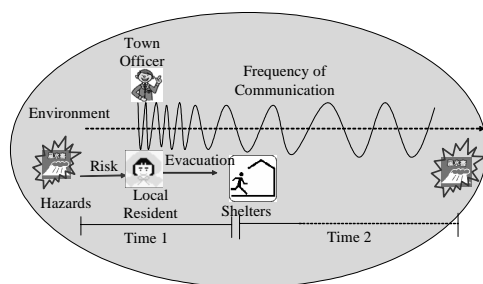 Town
Officer
Frequency of
Communication
Environment
Risk
Evacuation
Hazards
Local
Resident
Shelters
Time 1
Time 2